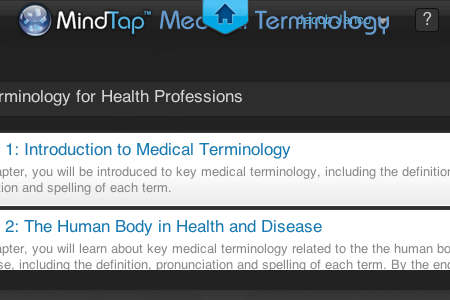 MindTap™ Medical Terminology
?
rminology for Health Professions
1: Introduction to Medical Terminology
apter, you will be introduced to key medical terminology, including the definition
tion and spelling of each term.
2: The Human Body in Health and Disease
apter, you will learn about key medical terminology related to the the human bo
se, including the definition, pronunciation and spelling of each term. By the end